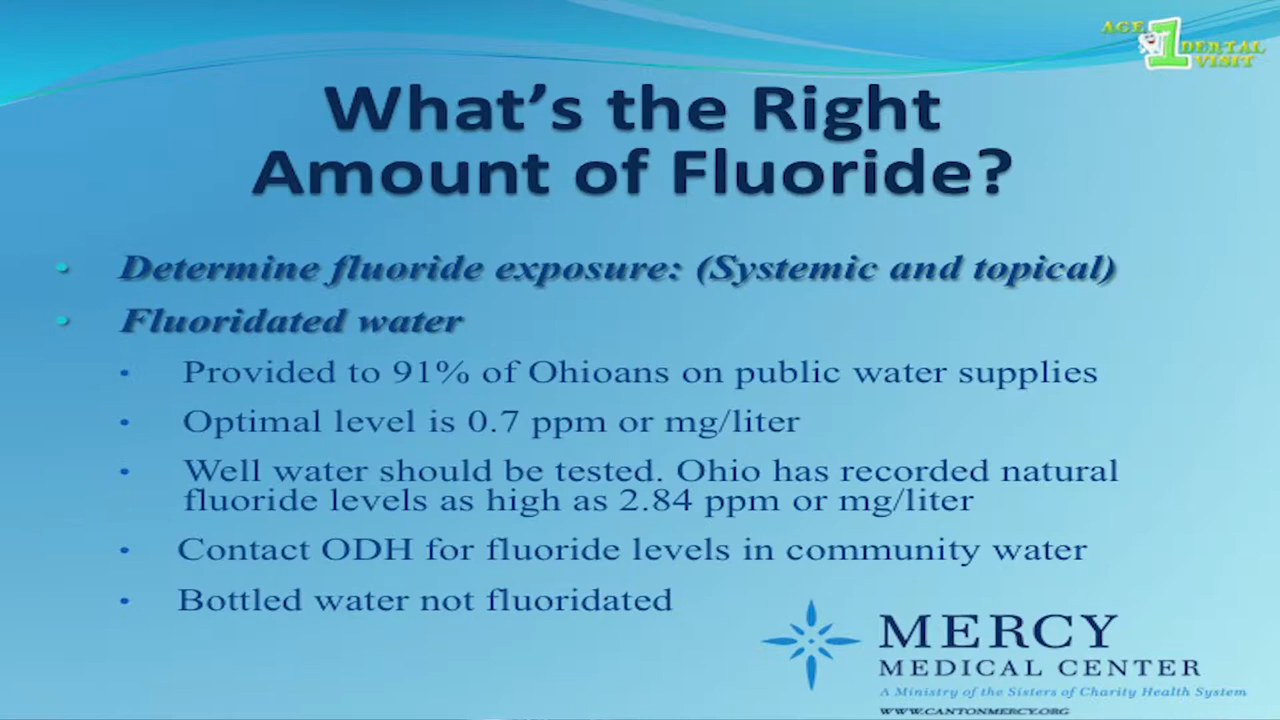 AGE 1 DENTAL VISIT
What's the Right
Amount of Fluoride?
• Determine fluoride exposure: (Systemic and topical)
• Fluoridated water
• Provided to 91% of Ohioans on public water supplies
• Optimal level is 0.7 ppm or mg/liter
• Well water should be tested. Ohio has recorded natural
fluoride levels as high as 2.84 ppm or mg/liter
• Contact ODH for fluoride levels in community water
• Bottled water not fluoridated
MERCY
MEDICAL CENTER
A Ministry of the Sisters of Charity Health System
WWW.CANTONMERCY.ORG